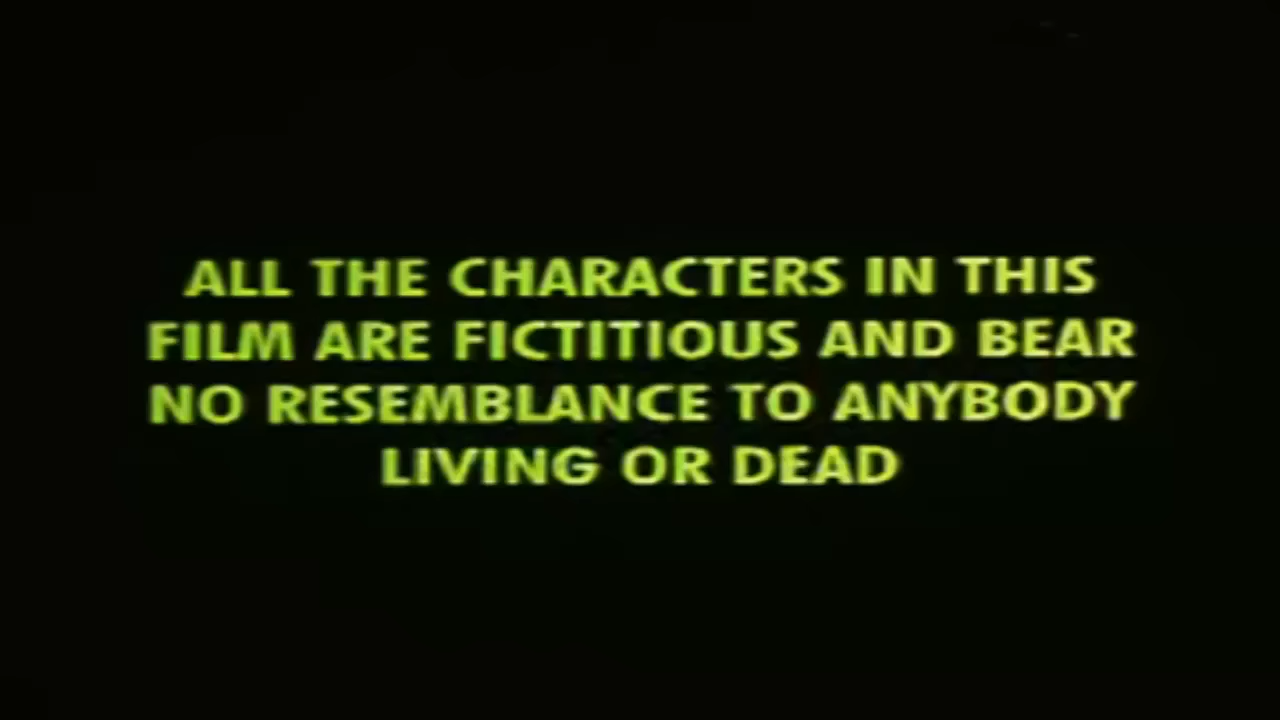 ALL THE CHARACTERS IN THIS
FILM ARE FICTITIOUS AND BEAR
NO RESEMBLANCE TO ANYBODY
LIVING OR DEAD